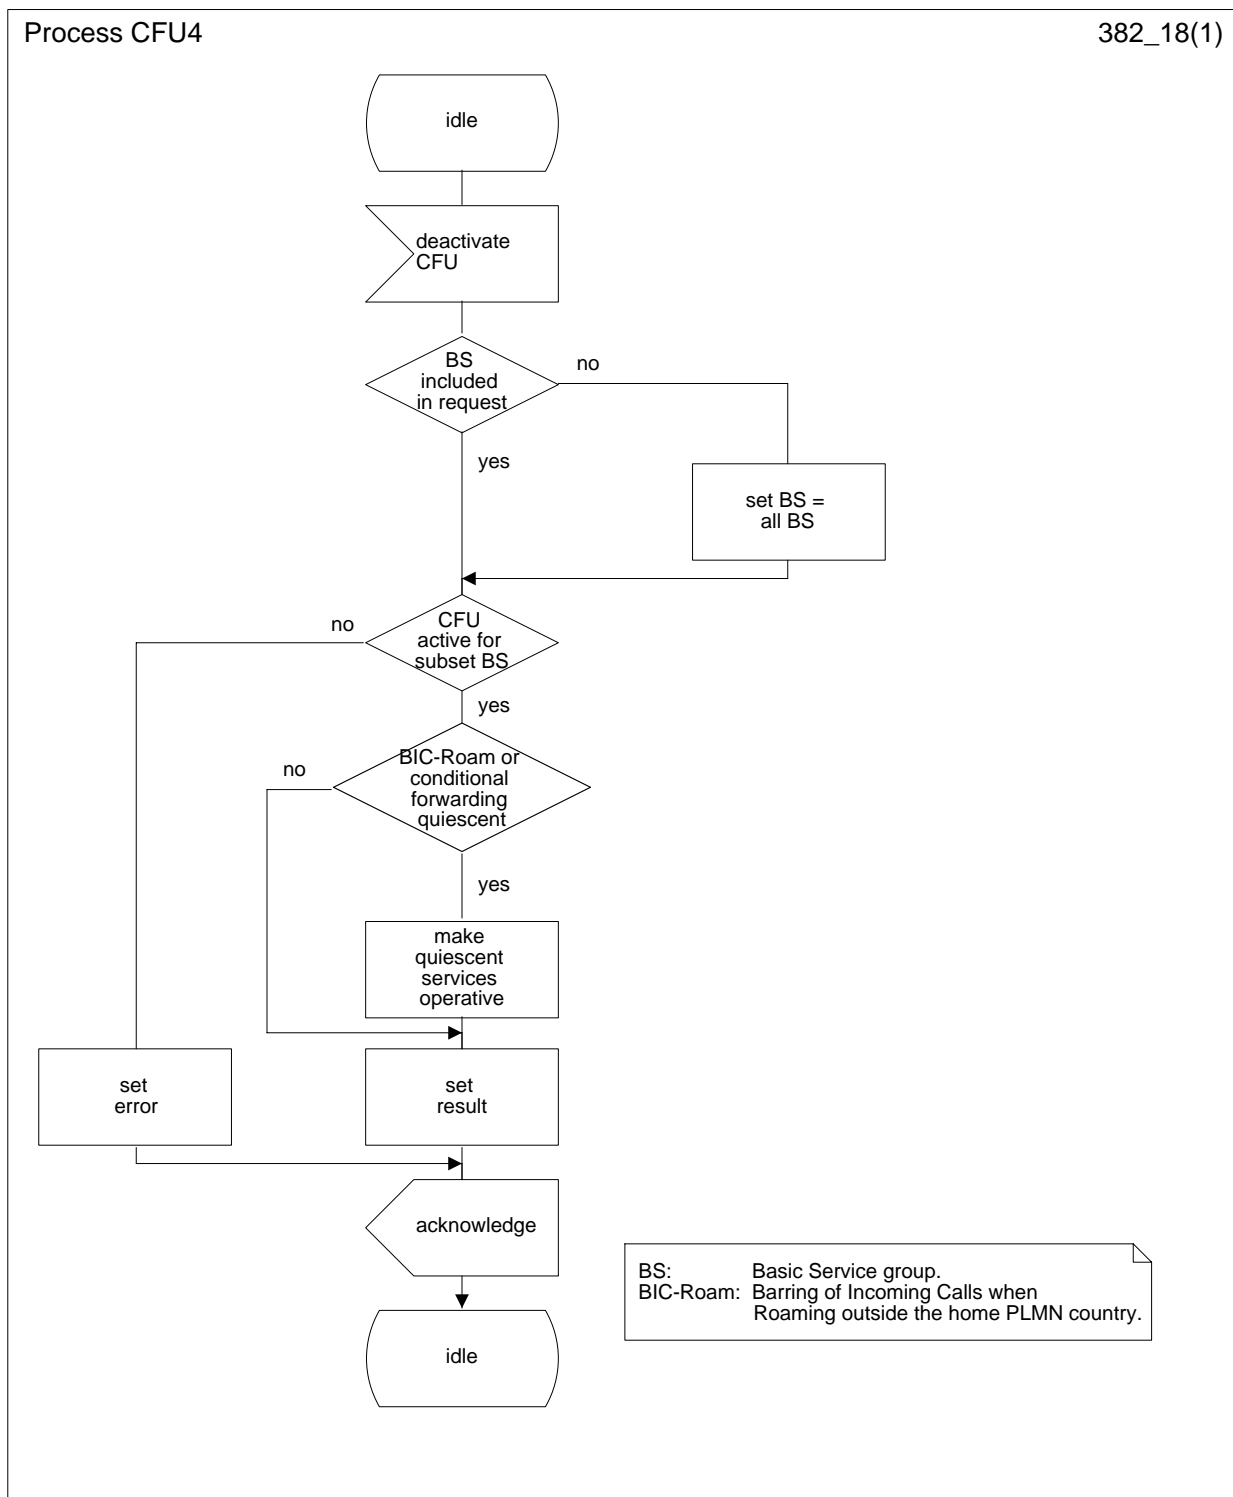 Process CFU4
382_18(1)
idle
deactivate
CFU
BS
included
in request
no
yes
set BS =
all BS
CFU
active for
subset BS
no
yes
BIC-Roam or
conditional
forwarding
quiescent
no
yes
make
quiescent
services
operative
set
error
set
result
acknowledge
BS: Basic Service group.
BIC-Roam: Barring of Incoming Calls when
Roaming outside the home PLMN country.
idle